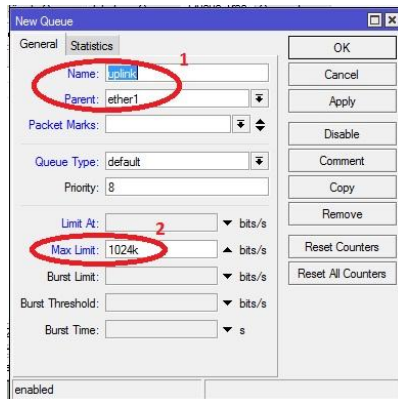 New Queue
General Statistics
1
Name: uplink
Parent: ether1
Packet Marks:
Queue Type: default
Priority: 8
Limit At: bits/s
2
Max Limit: 1024k bits/s
Burst Limit: bits/s
Burst Threshold: bits/s
Burst Time: s
OK
Cancel
Apply
Disable
Comment
Copy
Remove
Reset Counters
Reset All Counters
enabled